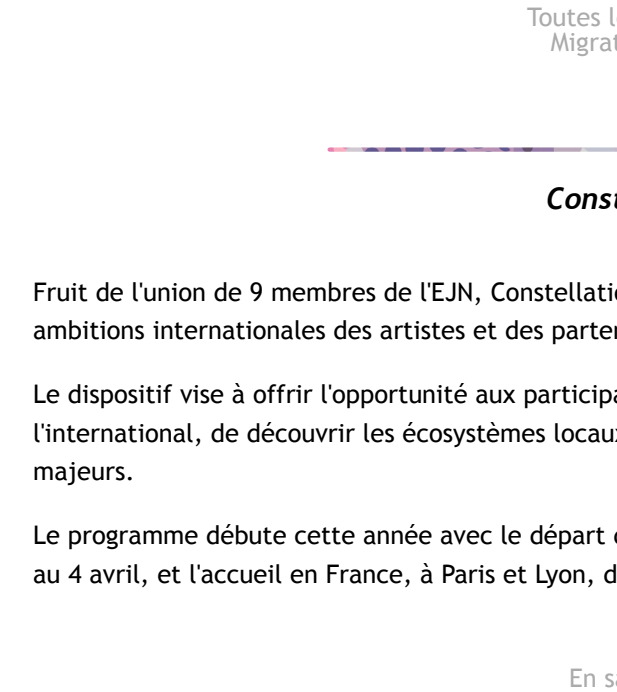 Toutes
Migrat
Const
Fruit de l'union de 9 membres de l'EJN, Constellati
ambitions internationales des artistes et des parte
Le dispositif vise à offrir l'opportunité aux particip
l'international, de découvrir les écosystèmes locau
majeurs.
Le programme débute cette année avec le départ
au 4 avril, et l'accueil en France, à Paris et Lyon,
En